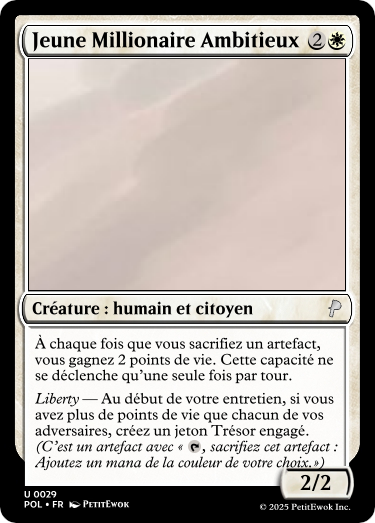 Jeune Millionaire Ambitieux 2
Créature : humain et citoyen
À chaque fois que vous sacrifiez un artefact,
vous gagnez 2 points de vie. Cette capacité ne
se déclenche qu'une seule fois par tour.
Liberty — Au début de votre entretien, si vous
avez plus de points de vie que chacun de vos
adversaires, créez un jeton Trésor engagé.
(C'est un artefact avec « , sacrifiez cet artefact :
Ajoutez un mana de la couleur de votre choix.»)
2/2
U 0029
POL • FR PetitEwok
© 2025 PetitEwok Inc.